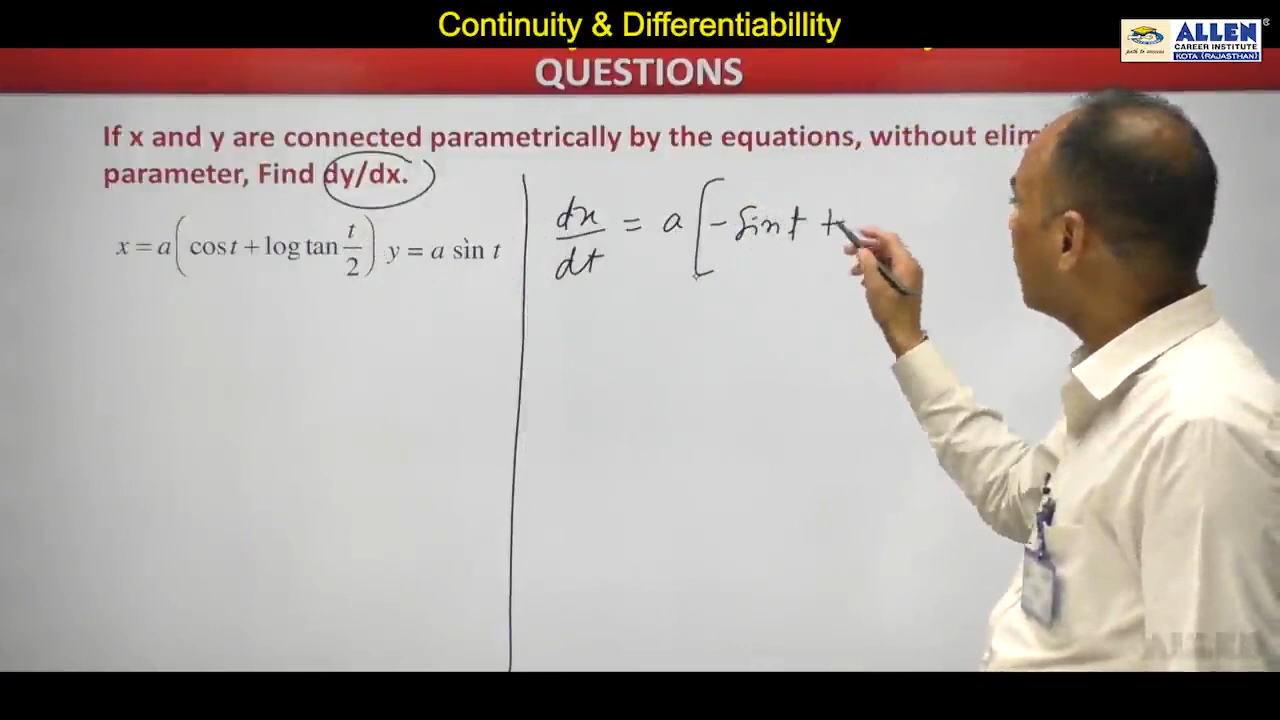 Continuity & Differentiabillity
ALLEN
CAREER INSTITUTE
KOTA (RAJASTHAN)
QUESTIONS
If x and y are connected parametrically by the equations, without
parameter, Find dy/dx.
x = a(cos t + log tan t/2) y = a sin t
dx/dt = a[-sin t +
ALLEN